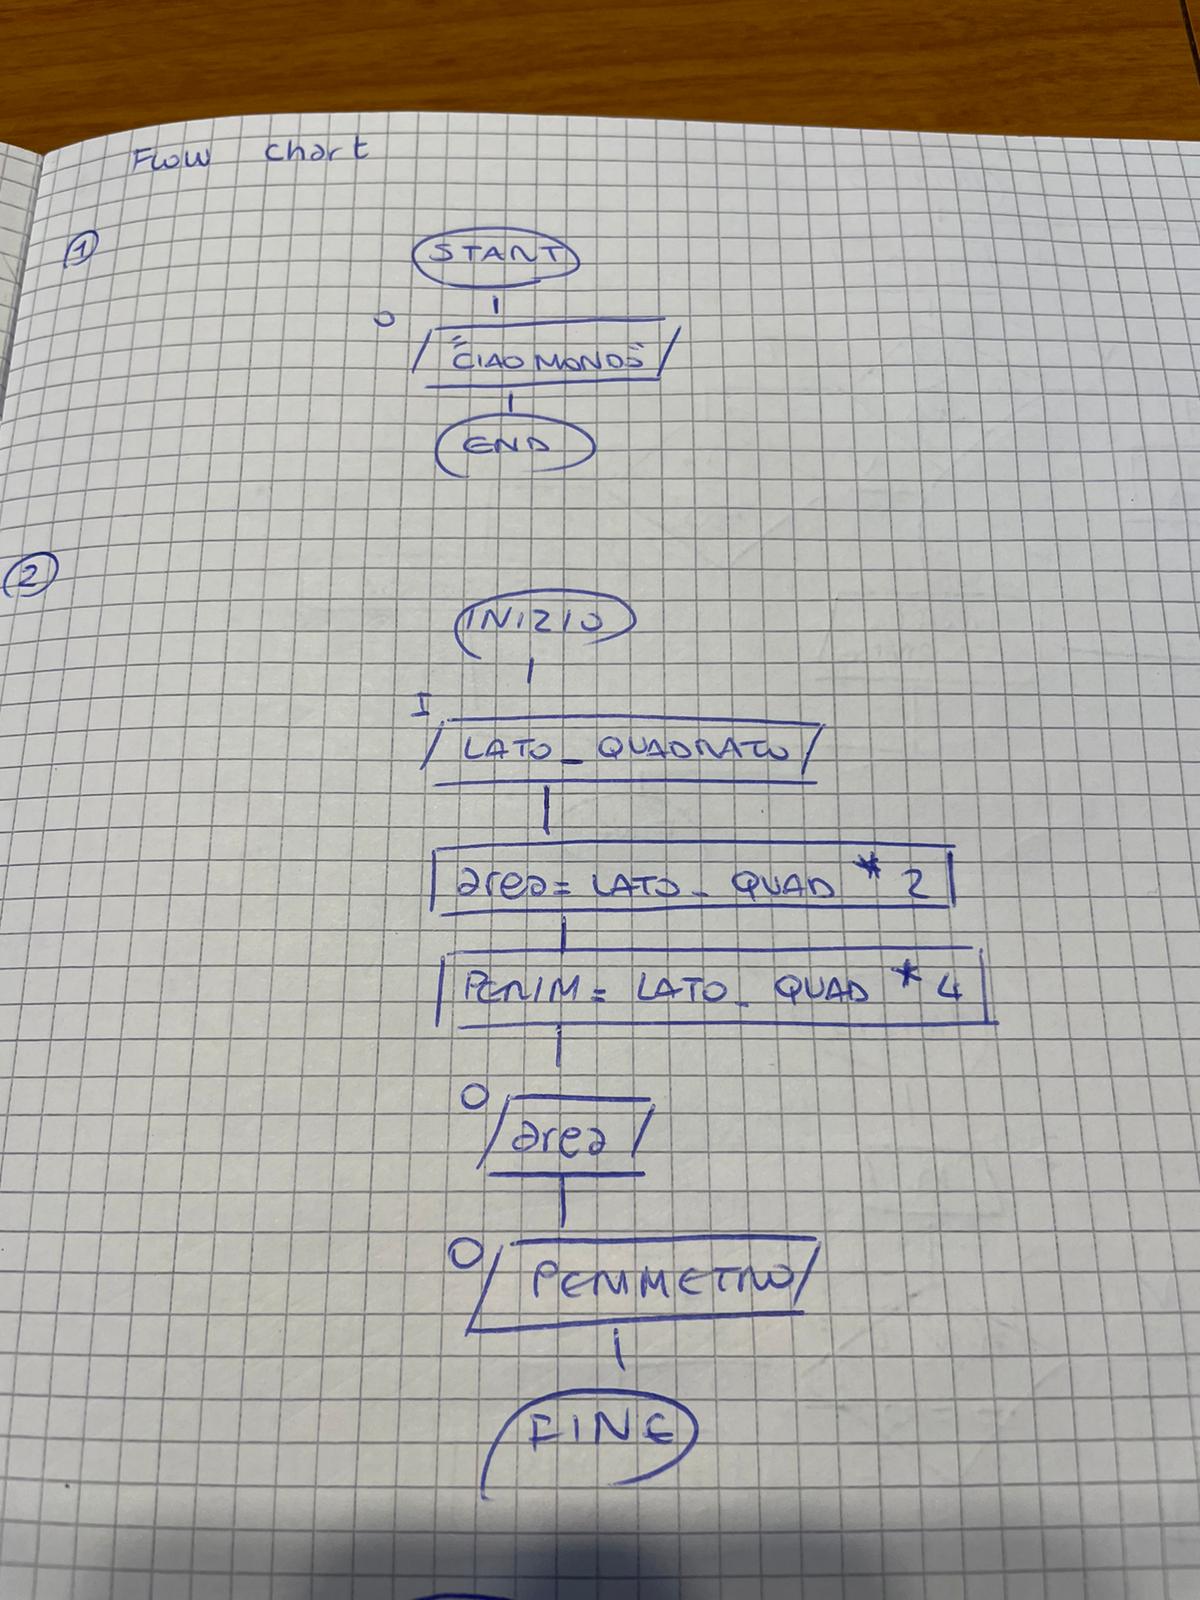 Flow chart
1
START
O
"CIAO MONDO"
END
2
INIZIO
I
LATO_QUADRATO
area = LATO_QUAD * 2
PERIM = LATO_QUAD * 4
O
area
O
PERIMETRO
FINE